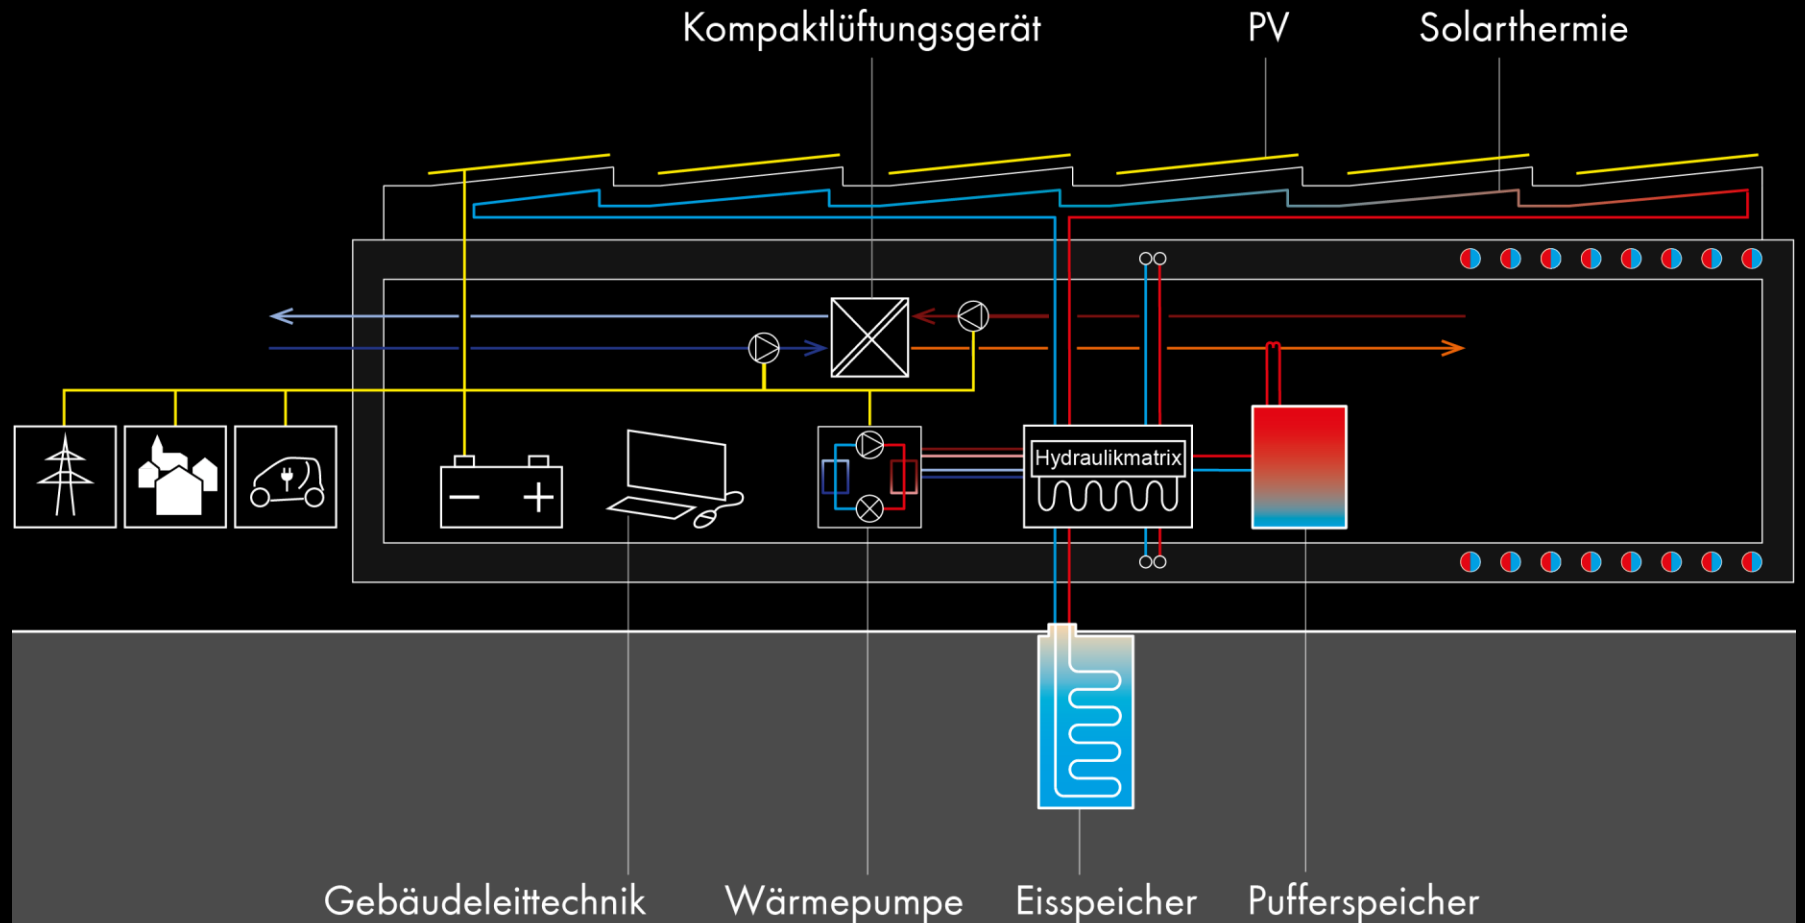 Kompaktlüftungsgerät
PV
Solarthermie
Hydraulikmatrix
Gebäudeleittechnik
Wärmepumpe
Eisspeicher
Pufferspeicher